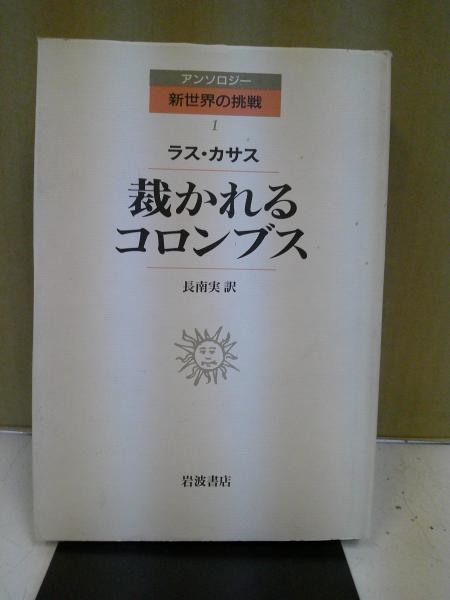 アンソロジー
新世界の挑戦
1
ラス・カサス
裁かれる
コロンブス
長南実 訳
岩波書店